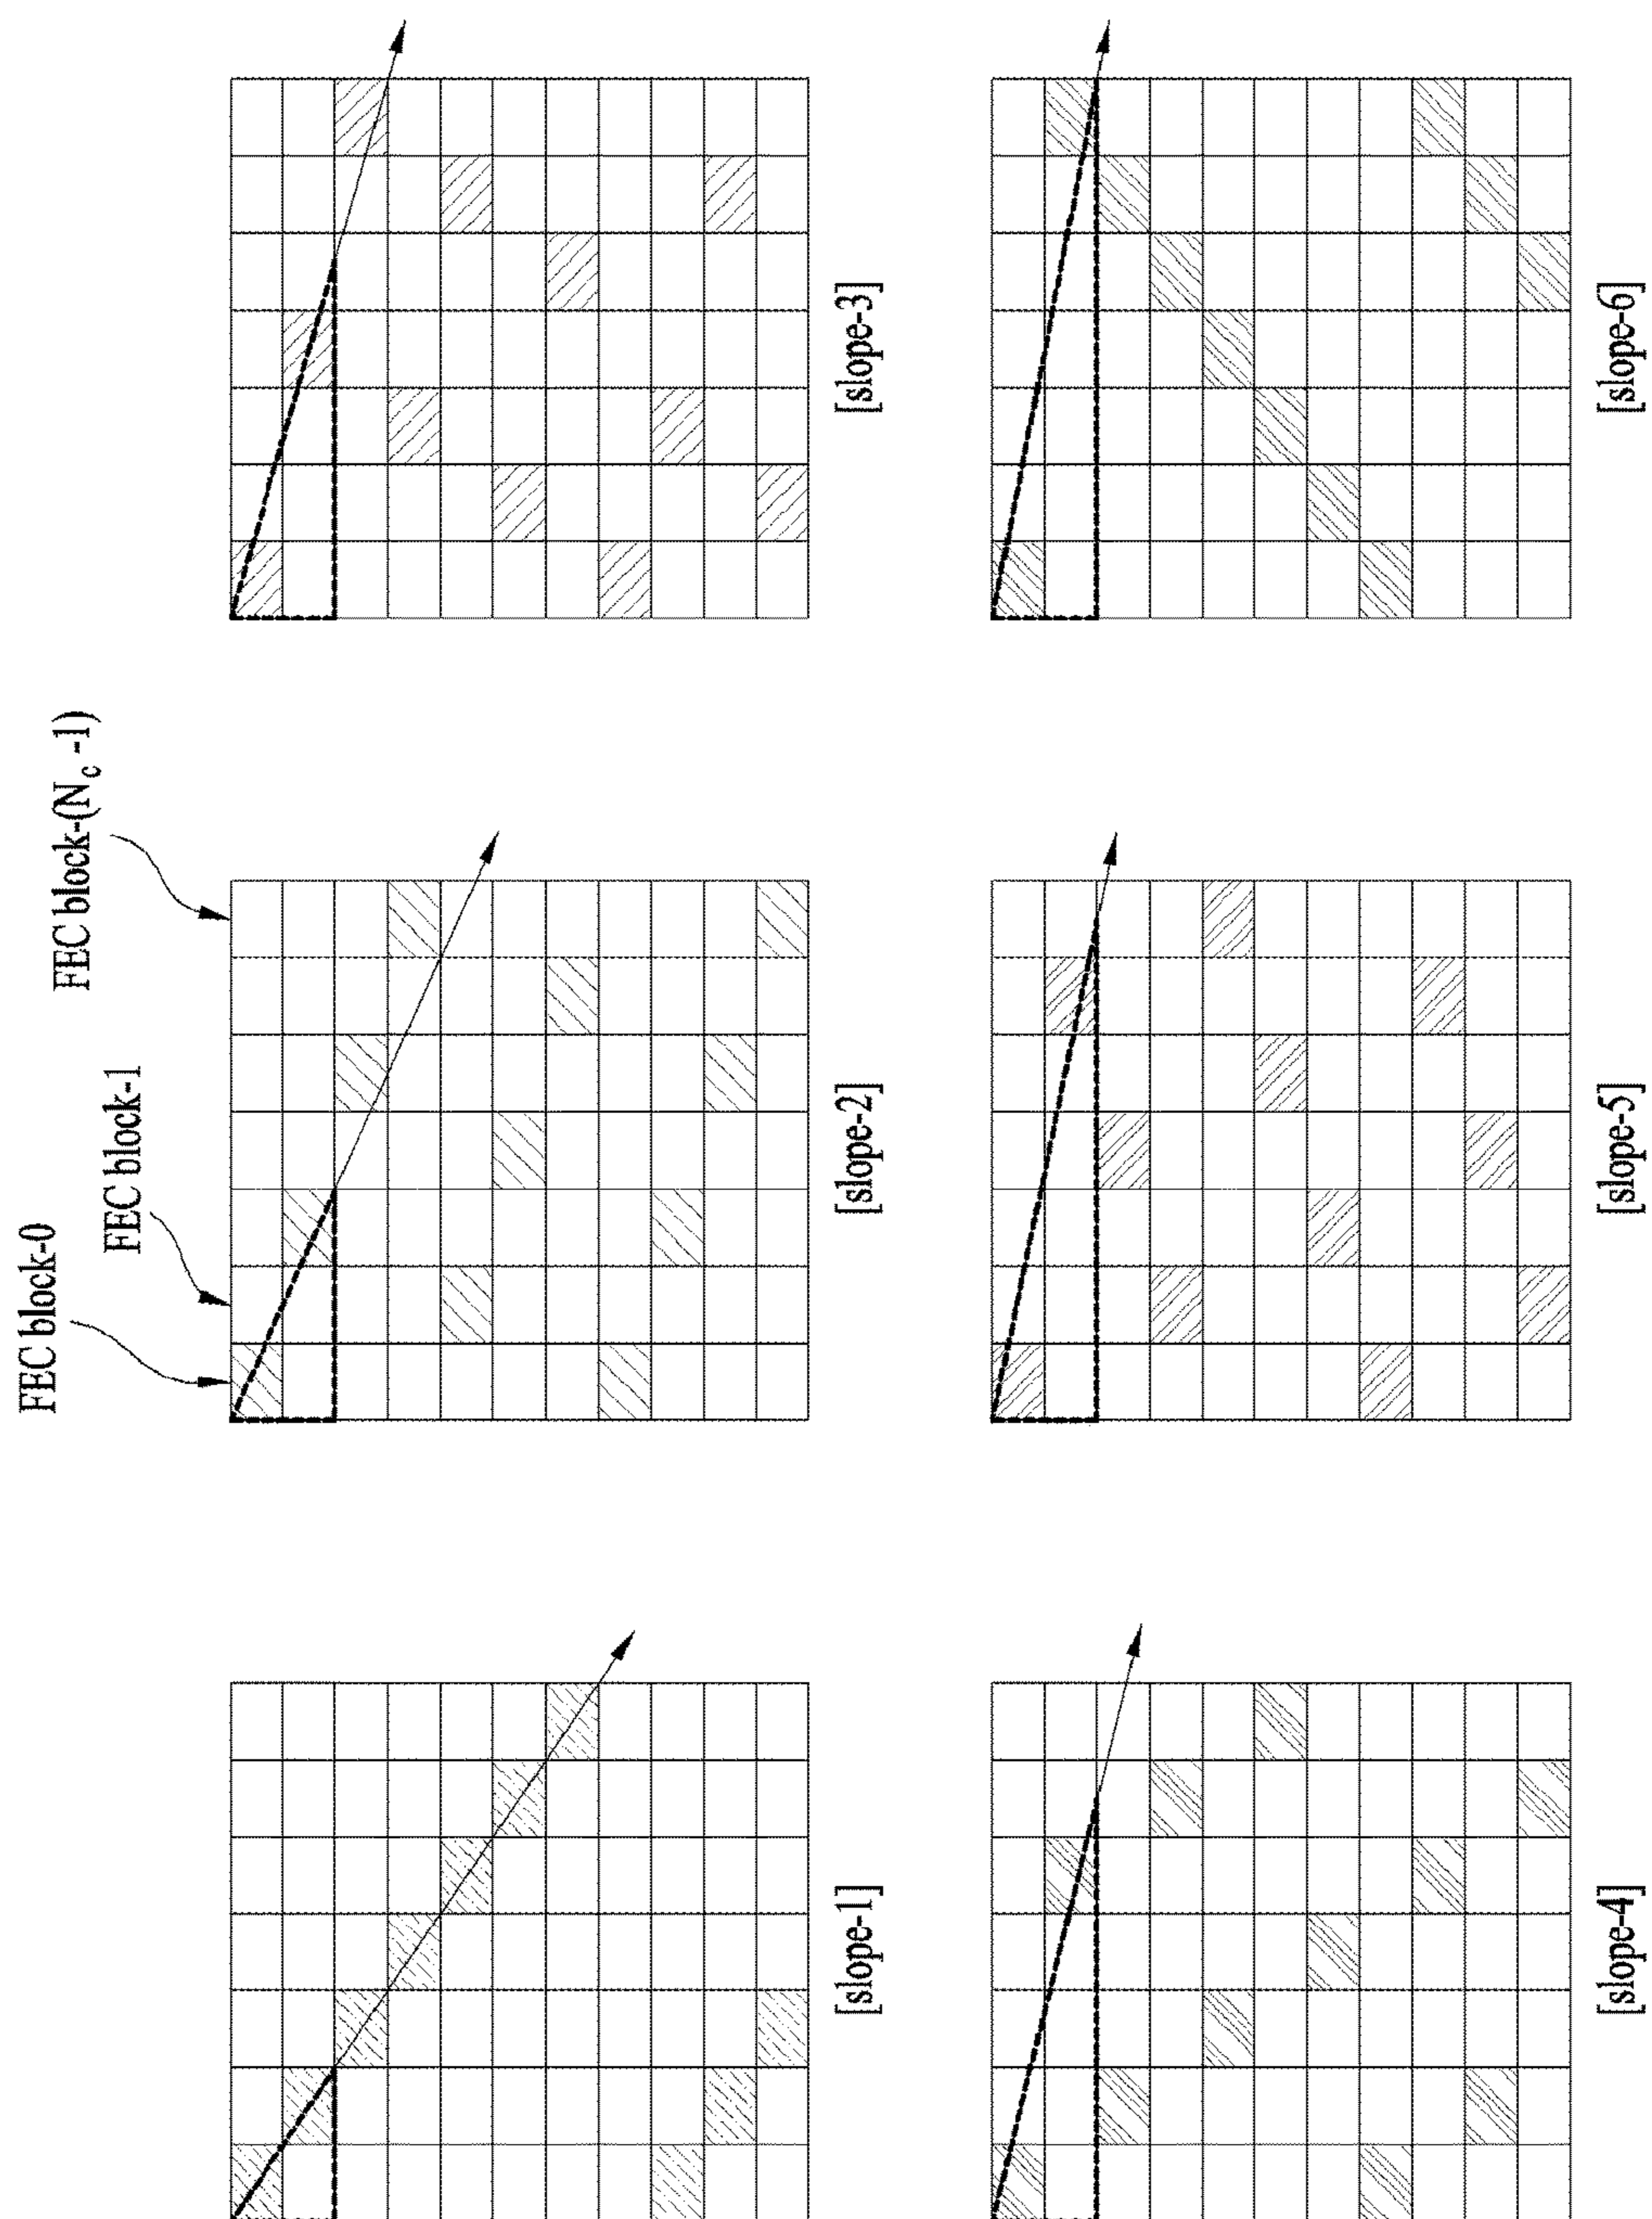 FEC block-0
FEC block-1
FEC block-(Nc -1)
[slope-1]
[slope-2]
[slope-3]
[slope-4]
[slope-5]
[slope-6]